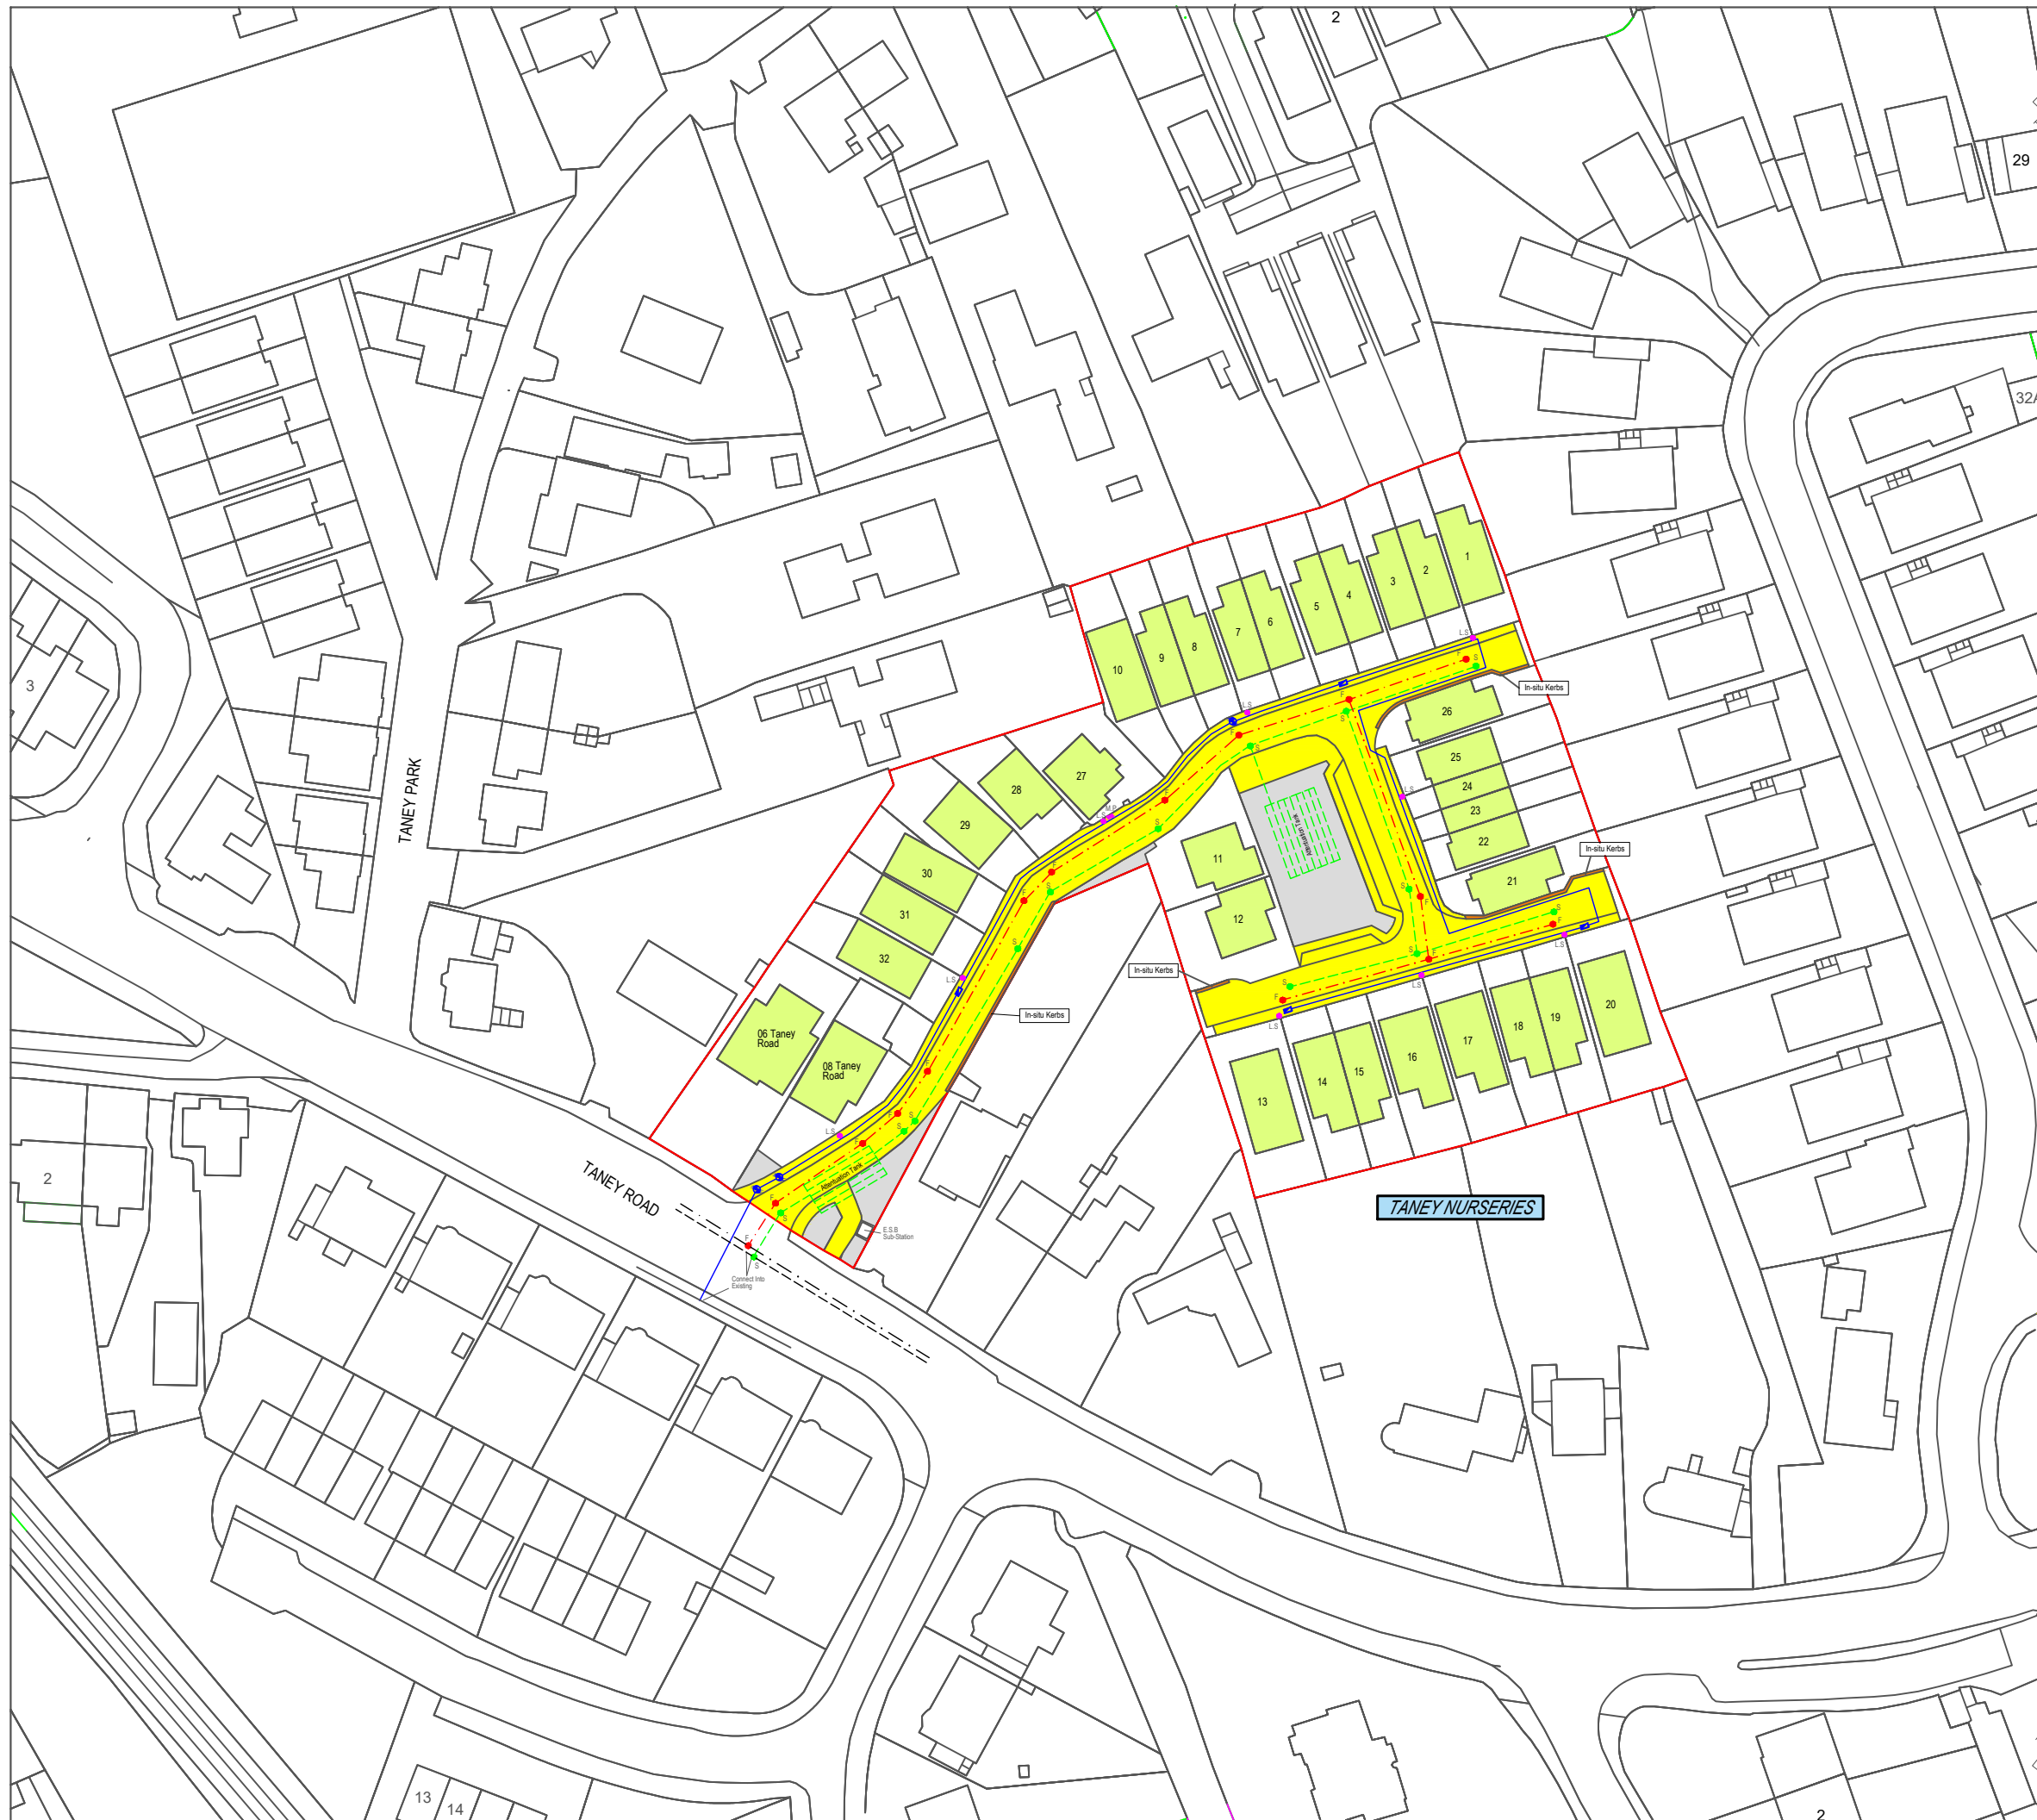 2
29
32A
1
2
3
4
5
6
7
8
9
10
L.S
F
S
In-situ Kerbs
26
L.S
F
S
F
S
25
24
23
22
L.S
27
28
29
M.P
L.S
F
S
Attentuation Tank
11
12
In-situ Kerbs
21
30
31
32
F
F
S
S
F
S
F
S
F
S
F
L.S
L.S
L.S
In-situ Kerbs
L.S
In-situ Kerbs
3
TANEY PARK
06 Taney
Road
08 Taney
Road
20
19
18
17
16
15
14
13
F
F
S
S
L.S
F
Attentuation Tank
2
TANEY ROAD
F
S
F
S
E.S.B
Sub-Station
Connect Into
Existing
TANEY NURSERIES
13
14
2